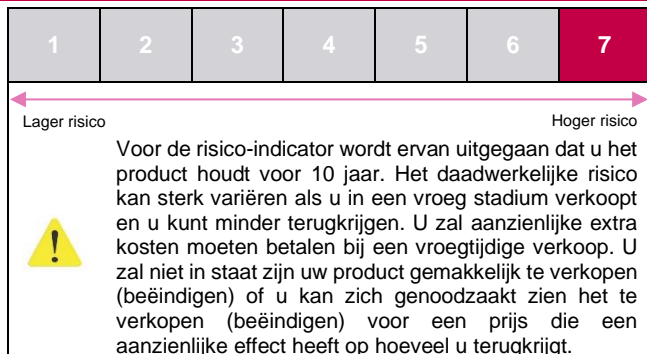 1 2 3 4 5 6 7
Lager risico Hoger risico
Voor de risico-indicator wordt ervan uitgegaan dat u het
product houdt voor 10 jaar. Het daadwerkelijke risico
kan sterk variëren als u in een vroeg stadium verkoopt
en u kunt minder terugkrijgen. U zal aanzienlijke extra
kosten moeten betalen bij een vroegtijdige verkoop. U
zal niet in staat zijn uw product gemakkelijk te verkopen
(beëindigen) of u kan zich genoodzaakt zien het te
verkopen (beëindigen) voor een prijs die een
aanzienlijke effect heeft op hoeveel u terugkrijgt.